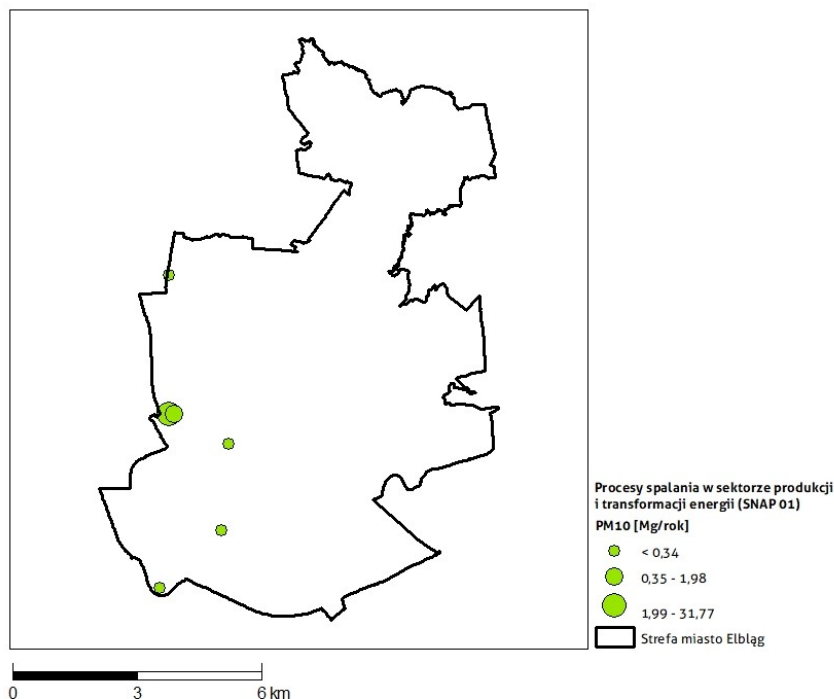 Procesy spalania w sektorze produkcji
i transformacji energii (SNAP 01)
PM10 [Mg/rok]
< 0,34
0,35 - 1,98
1,99 - 31,77
Strefa miasto Elbląg
0 3 6 km